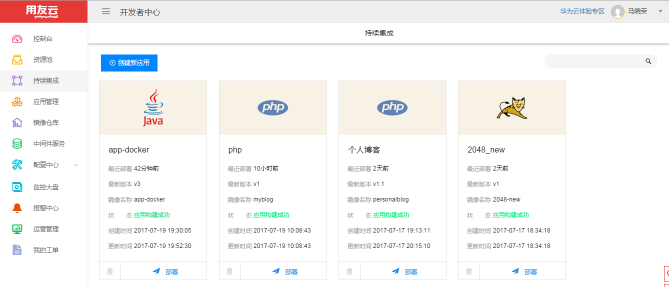 用友云
开发者中心
华为云体验专区
马晓荣
控制台
资源池
持续集成
应用管理
镜像仓库
中间件服务
配置中心
监控大盘
报警中心
运营管理
我的工单
持续集成
创建新应用
Java
app-docker
最近部署 42分钟前
最新版本 v3
镜像名称 app-docker
状 态 应用构建成功
创建时间 2017-07-19 19:30:05
更新时间 2017-07-19 19:52:30
部署
php
php
最近部署 10小时前
最新版本 v1
镜像名称 myblog
状 态 应用构建成功
创建时间 2017-07-19 10:08:43
更新时间 2017-07-19 10:08:43
部署
php
个人博客
最近部署 2天前
最新版本 v1.1
镜像名称 personalblog
状 态 应用构建成功
创建时间 2017-07-17 19:13:11
更新时间 2017-07-17 20:15:10
部署
2048_new
最近部署 2天前
最新版本 v1
镜像名称 2048-new
状 态 应用构建成功
创建时间 2017-07-17 18:34:18
更新时间 2017-07-17 18:34:18
部署